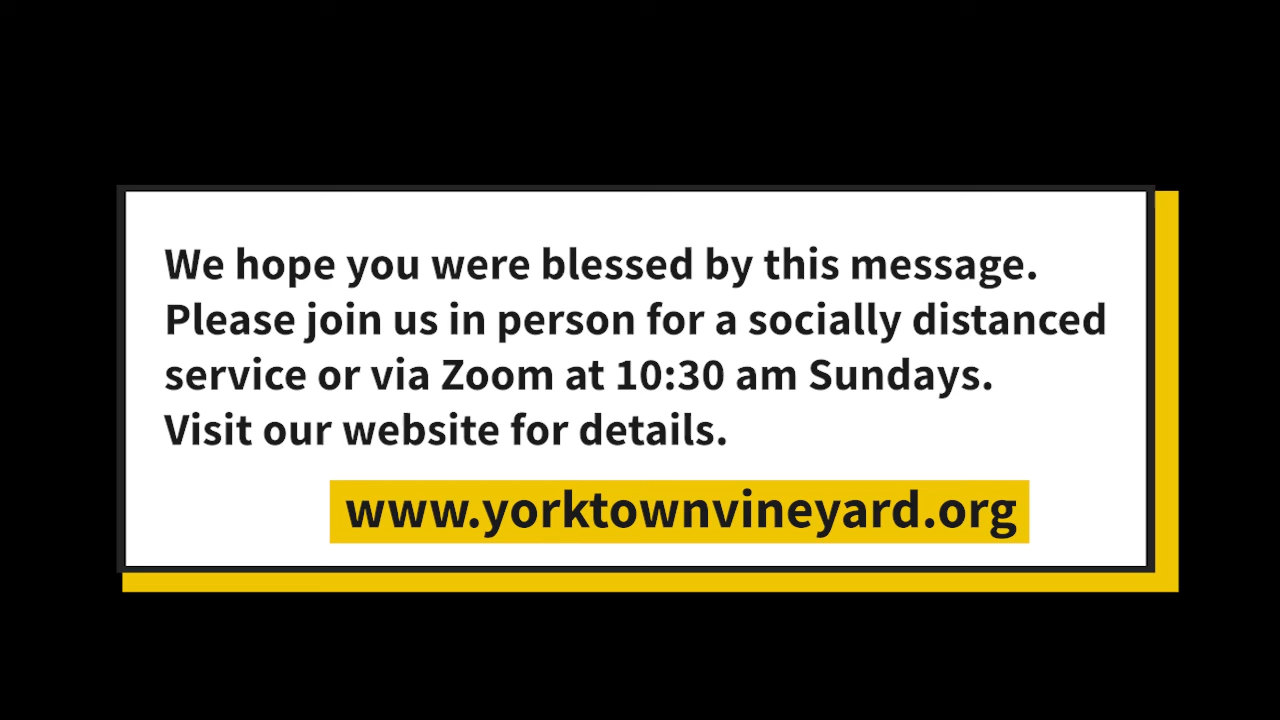 We hope you were blessed by this message.
Please join us in person for a socially distanced
service or via Zoom at 10:30 am Sundays.
Visit our website for details.
www.yorktownvineyard.org